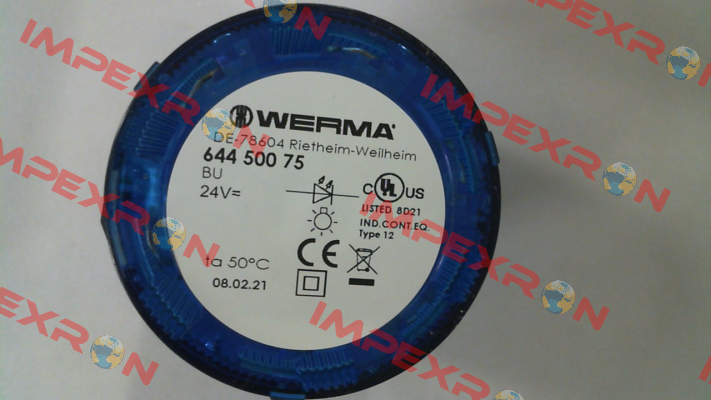 WERMA
DE-78604 Rietheim-Weilheim
644 500 75
BU
24V=
C UL US
LISTED 8D21
IND.CONT.EQ.
Type 12
CE
ta 50°C
08.02.21
IMPEXRON
IMPEXRON
IMPEXRON
IMPEXRON
IMPEXRON
IMPEXRON
IMPEXRON
IMPEXRON